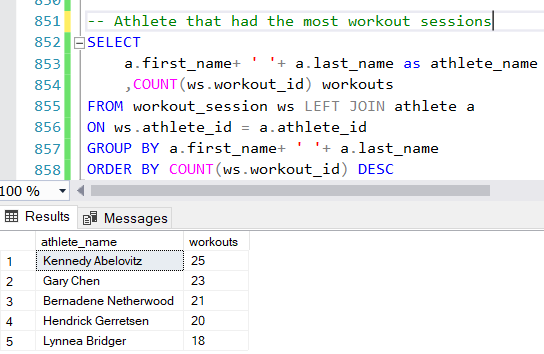 850
851 -- Athlete that had the most workout sessions
852 SELECT
853 a.first_name+ ' '+ a.last_name as athlete_name
854 ,COUNT(ws.workout_id) workouts
855 FROM workout_session ws LEFT JOIN athlete a
856 ON ws.athlete_id = a.athlete_id
857 GROUP BY a.first_name+ ' '+ a.last_name
858 ORDER BY COUNT(ws.workout_id) DESC
100 %
Results Messages
athlete_name workouts
1 Kennedy Abelovitz 25
2 Gary Chen 23
3 Bernadene Netherwood 21
4 Hendrick Gerretsen 20
5 Lynnea Bridger 18